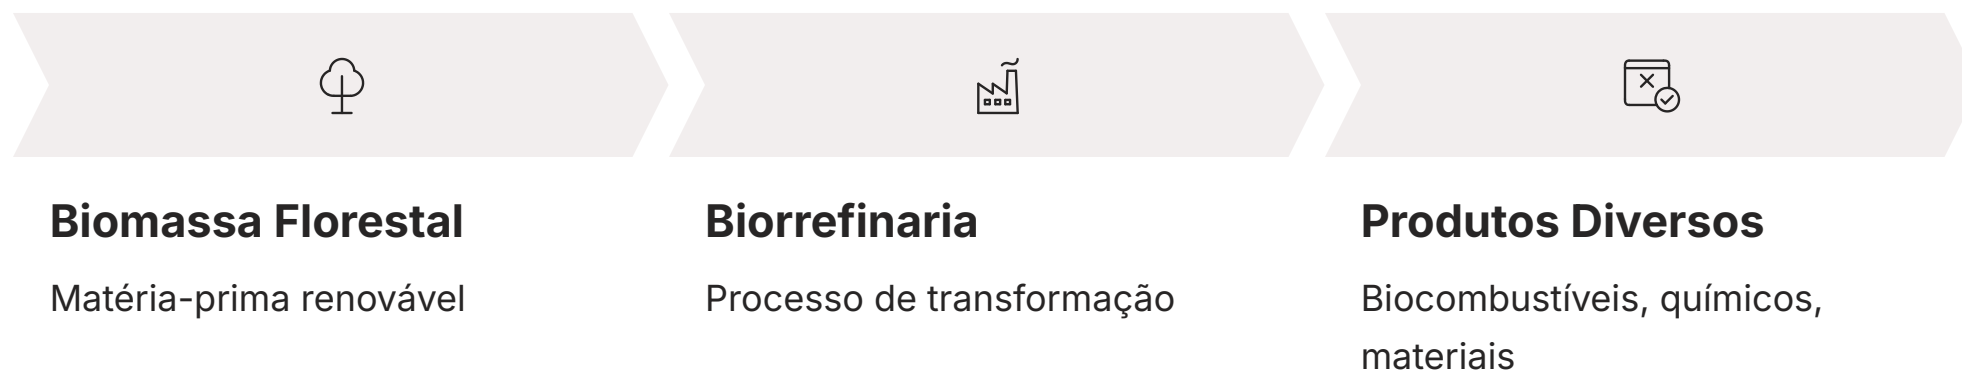 Biomassa Florestal
Matéria-prima renovável
Biorrefinaria
Processo de transformação
Produtos Diversos
Biocombustíveis, químicos,
materiais